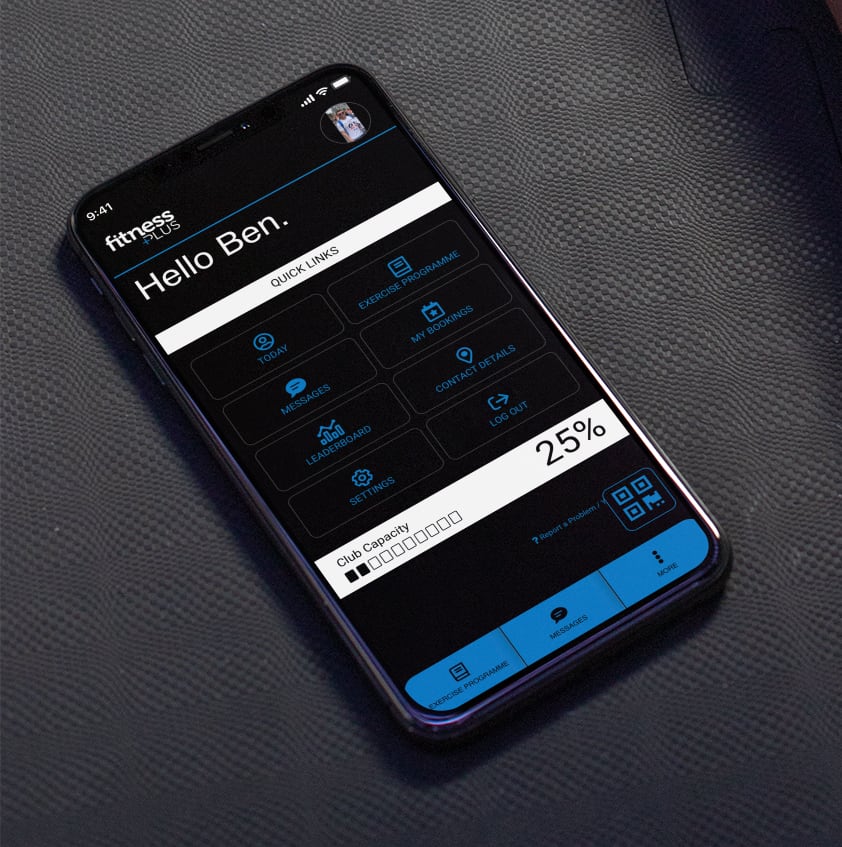 9:41
fitness
+PLUS
Hello Ben.
QUICK LINKS
TODAY
EXERCISE PROGRAMME
MESSAGES
MY BOOKINGS
LEADERBOARD
CONTACT DETAILS
SETTINGS
LOG OUT
Club Capacity
25%
? Report a Problem /
EXERCISE PROGRAMME
MESSAGES
MORE